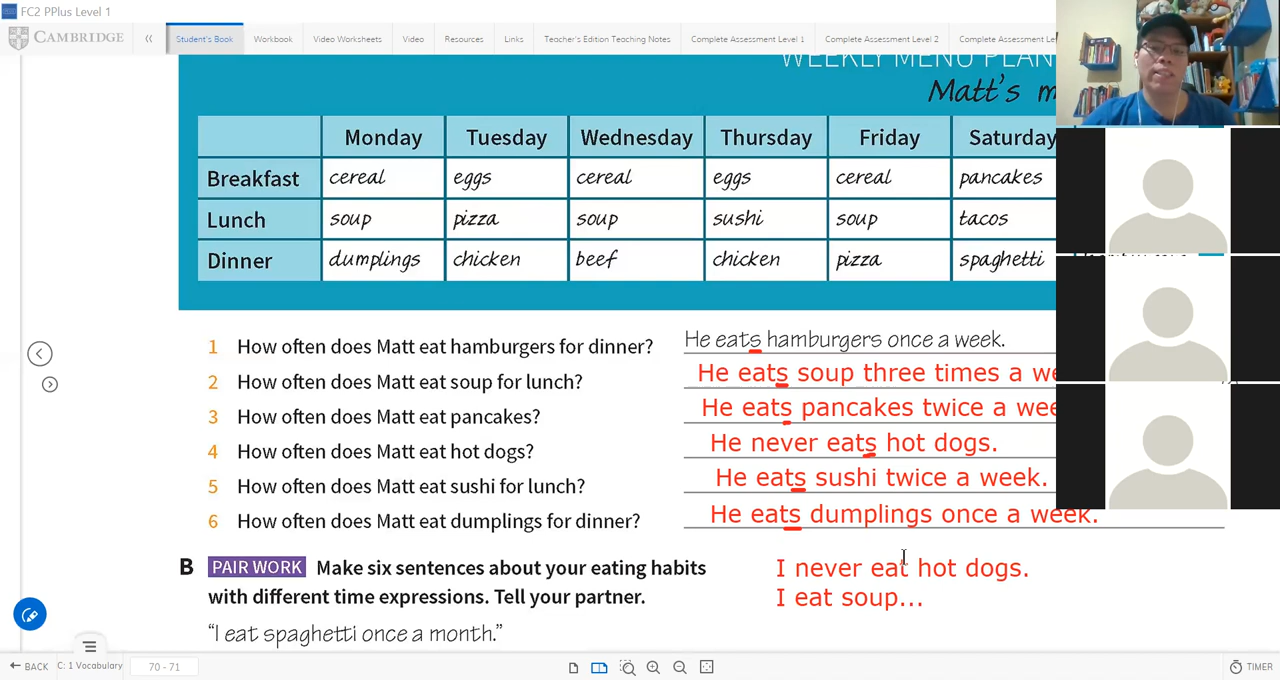 FC2 PPlus Level 1
CAMBRIDGE « Student's Book Workbook Video Worksheets Video Resources Links Teacher's Edition Teaching Notes Complete Assessment Level 1 Complete Assessment Level 2 Complete Assessment
WEEKLY MENU
Matt's
Monday Tuesday Wednesday Thursday Friday Saturday
Breakfast cereal eggs cereal eggs cereal pancakes
Lunch soup pizza soup sushi soup tacos
Dinner dumplings chicken beef chicken pizza spaghetti
1 How often does Matt eat hamburgers for dinner? He eats hamburgers once a week.
2 How often does Matt eat soup for lunch? He eats soup three times a
3 How often does Matt eat pancakes? He eats pancakes twice a
4 How often does Matt eat hot dogs? He never eats hot dogs.
5 How often does Matt eat sushi for lunch? He eats sushi twice a week.
6 How often does Matt eat dumplings for dinner? He eats dumplings once a week.
B PAIR WORK Make six sentences about your eating habits
with different time expressions. Tell your partner.
"I eat spaghetti once a month."
I never eat hot dogs.
I eat soup...
BACK C: 1 Vocabulary 70 - 71 TIMER